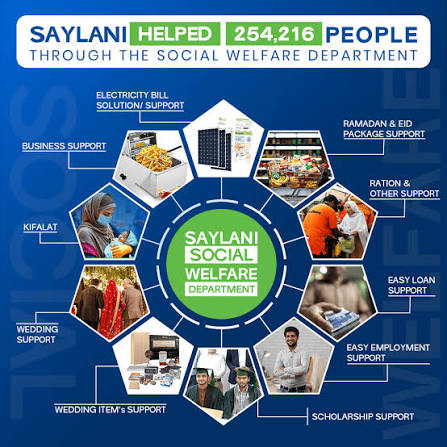 SAYLANI HELPED 254,216 PEOPLE
THROUGH THE SOCIAL WELFARE DEPARTMENT
ELECTRICITY BILL
SOLUTION/ SUPPORT
RAMADAN & EID
PACKAGE SUPPORT
BUSINESS SUPPORT
RATION &
OTHER SUPPORT
KIFALAT
SAYLANI
SOCIAL
WELFARE
DEPARTMENT
EASY LOAN
SUPPORT
WEDDING
SUPPORT
EASY EMPLOYMENT
SUPPORT
WEDDING ITEM's SUPPORT
SCHOLARSHIP SUPPORT
SOCIAL
WELFARE